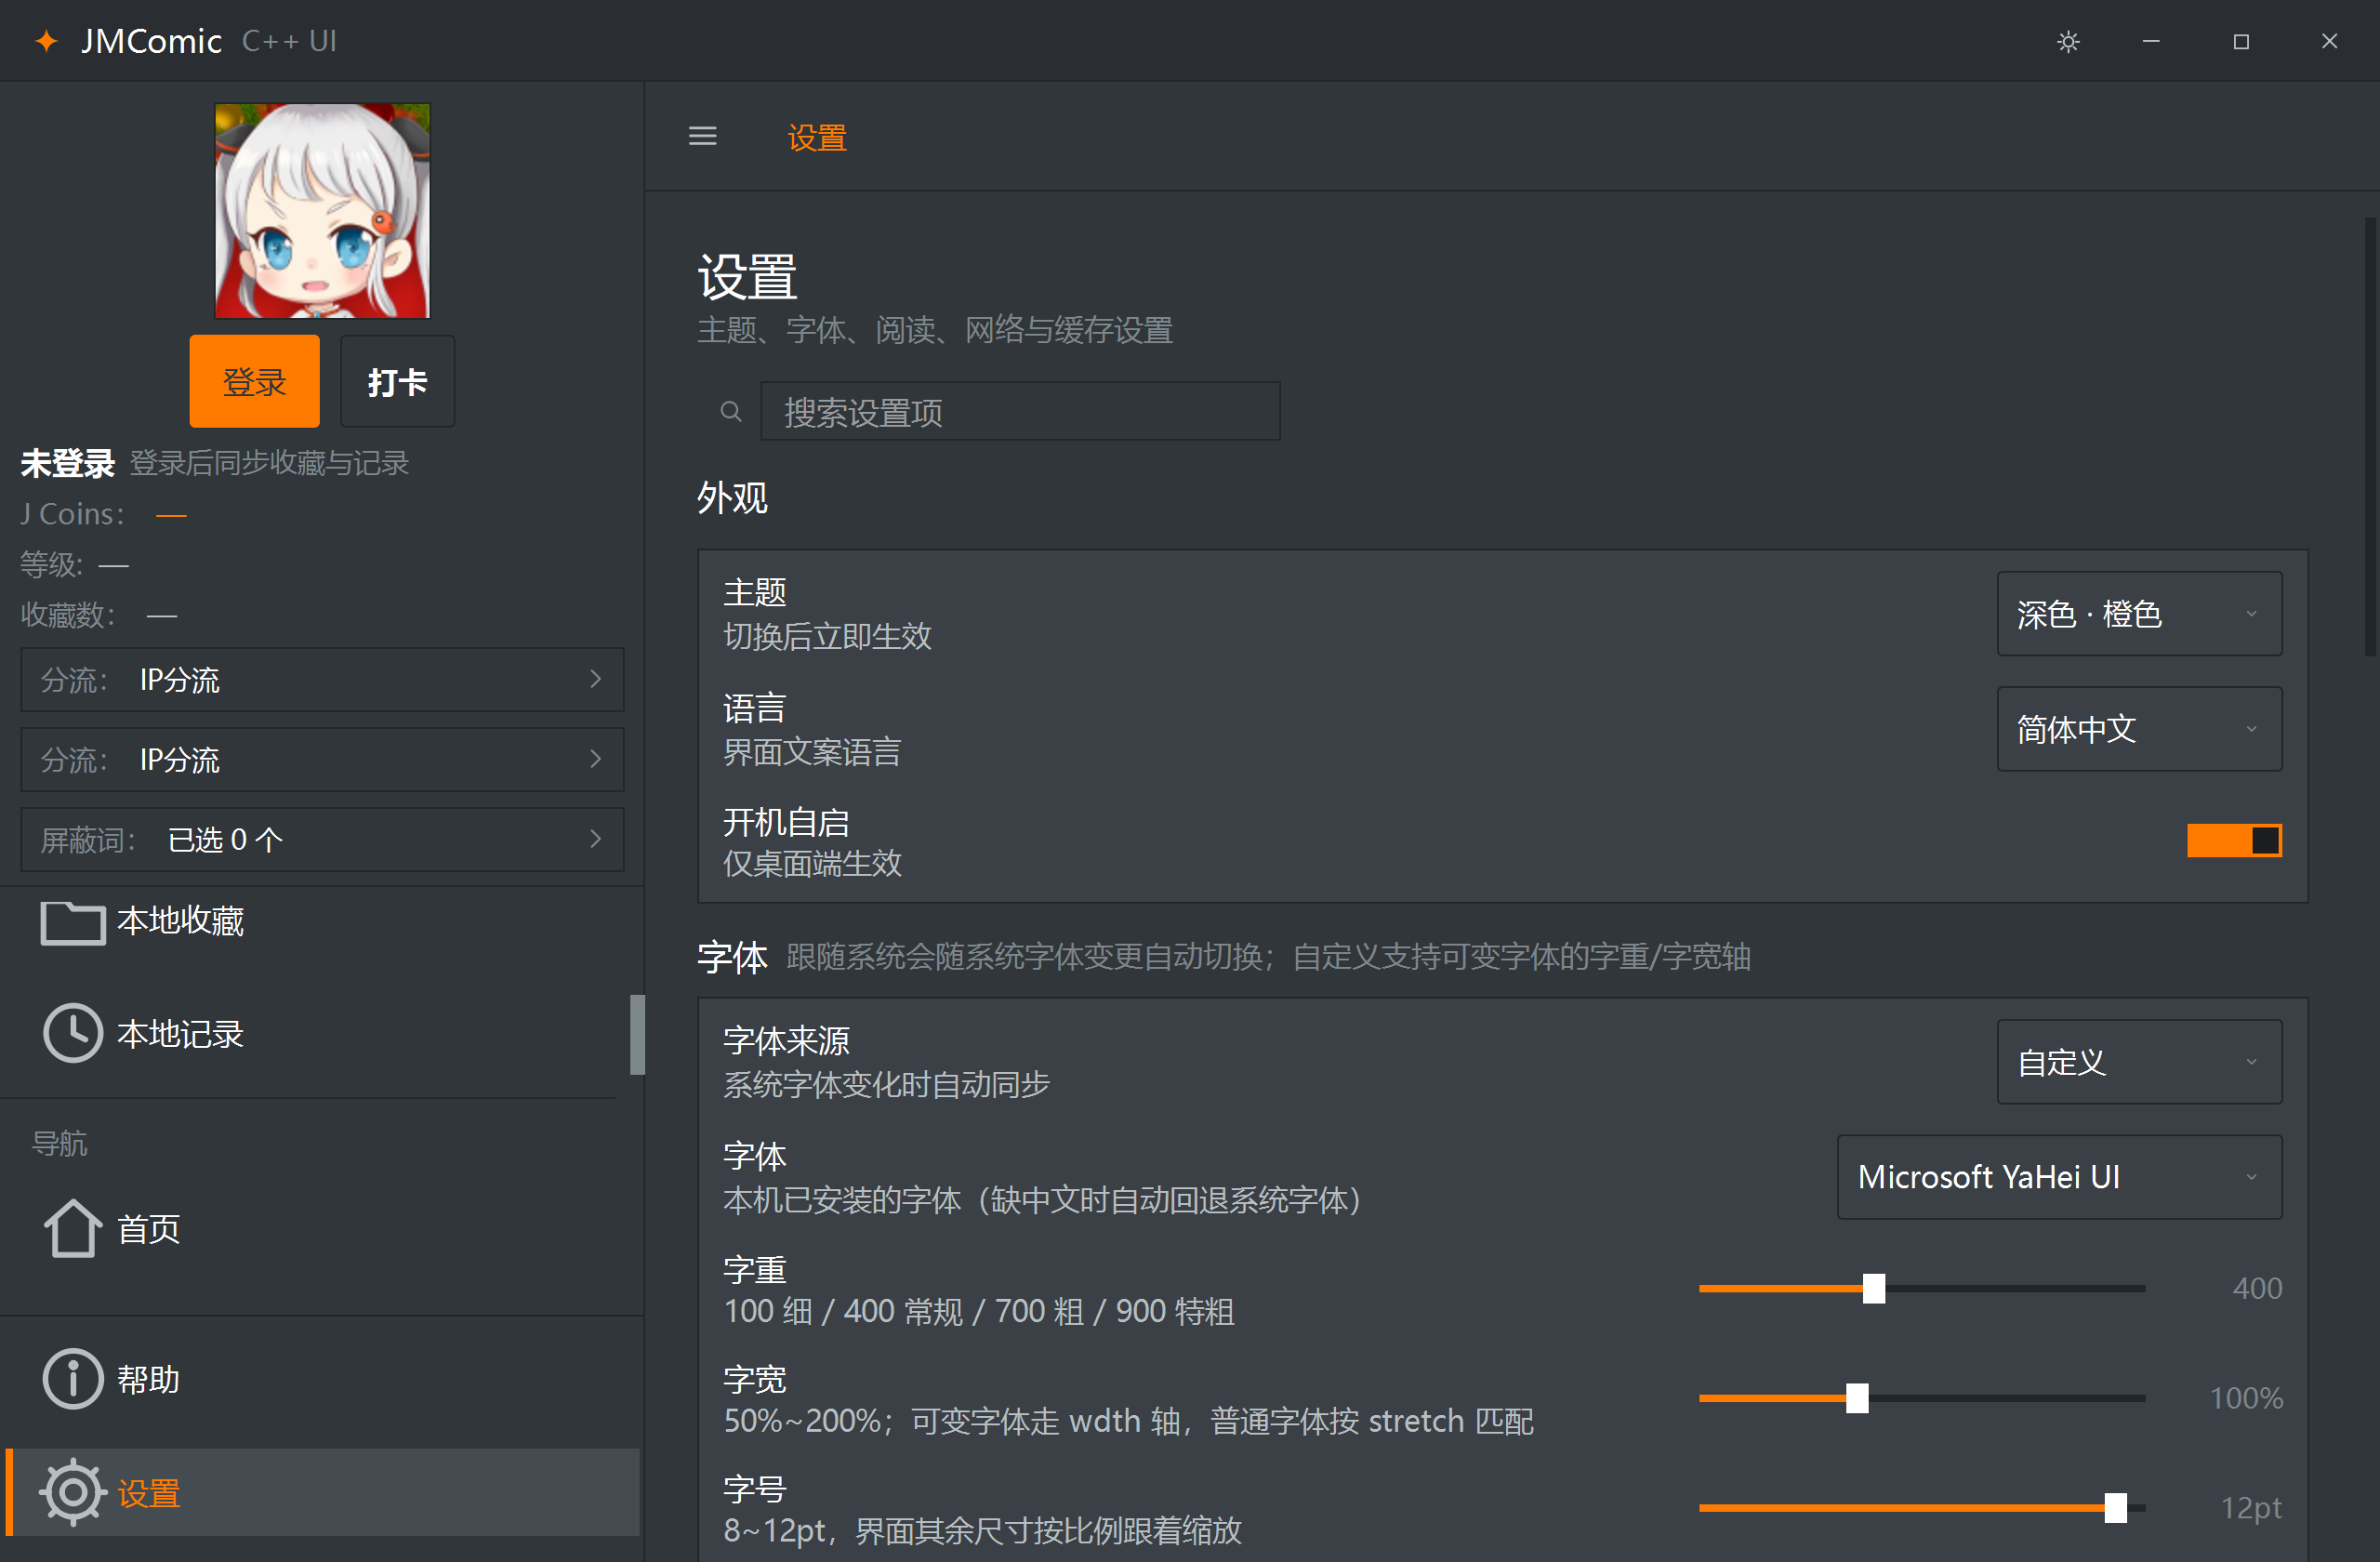 JMComic C++ UI
登录
打卡
未登录 登录后同步收藏与记录
J Coins： —
等级: —
收藏数： —
分流： IP分流
分流： IP分流
屏蔽词： 已选 0 个
本地收藏
本地记录
导航
首页
帮助
设置
设置
设置
主题、字体、阅读、网络与缓存设置
搜索设置项
外观
主题
切换后立即生效
深色 · 橙色
语言
界面文案语言
简体中文
开机自启
仅桌面端生效
字体 跟随系统会随系统字体变更自动切换；自定义支持可变字体的字重/字宽轴
字体来源
系统字体变化时自动同步
自定义
字体
本机已安装的字体（缺中文时自动回退系统字体）
Microsoft YaHei UI
字重
100 细 / 400 常规 / 700 粗 / 900 特粗
400
字宽
50%~200%；可变字体走 wdth 轴，普通字体按 stretch 匹配
100%
字号
8~12pt，界面其余尺寸按比例跟着缩放
12pt